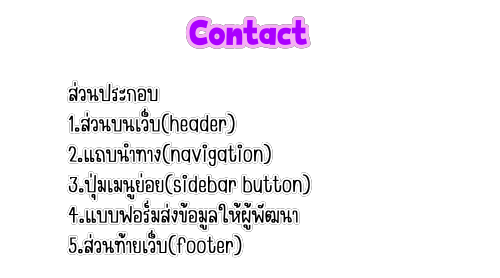 Contact
ส่วนประกอบ
1.ส่วนบนเว็บ(header)
2.แถบนำทาง(navigation)
3.ปุ่มเมนูย่อย(sidebar button)
4.แบบฟอร์มส่งข้อมูลให้ผู้พัฒนา
5.ส่วนท้ายเว็บ(footer)